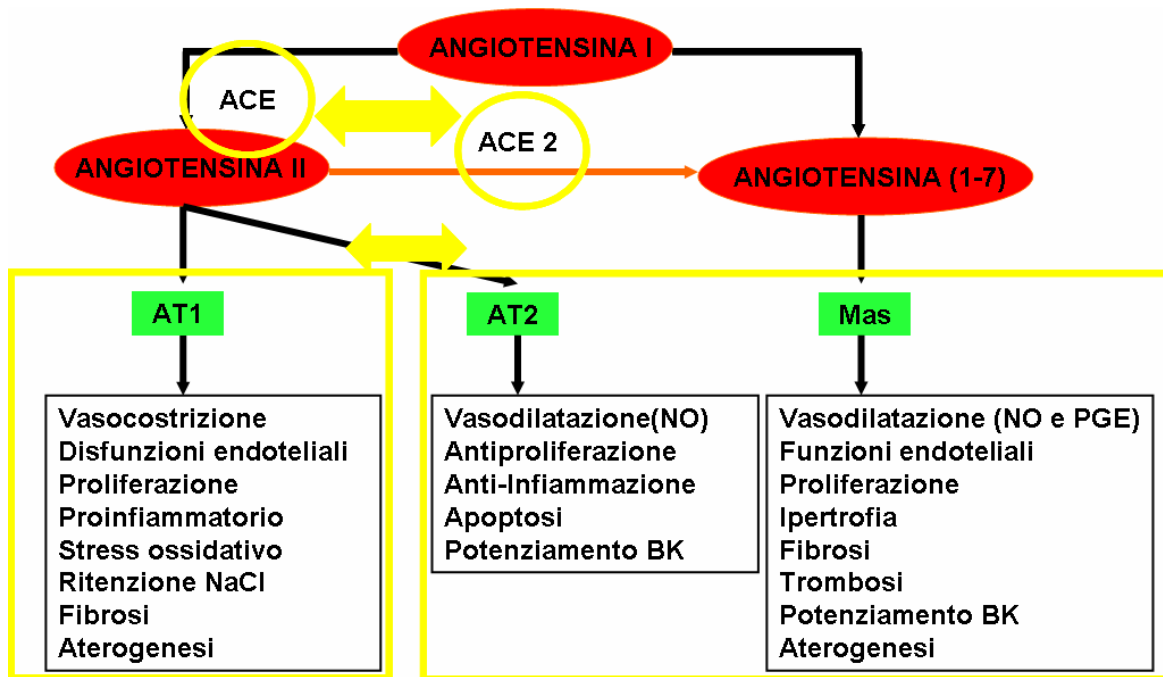 ANGIOTENSINA I
ACE
ACE 2
ANGIOTENSINA II
ANGIOTENSINA (1-7)
AT1
AT2
Mas
Vasocostrizione
Disfunzioni endoteliali
Proliferazione
Proinfiammatorio
Stress ossidativo
Ritenzione NaCl
Fibrosi
Aterogenesi
Vasodilatazione(NO)
Antiproliferazione
Anti-Infiammazione
Apoptosi
Potenziamento BK
Vasodilatazione (NO e PGE)
Funzioni endoteliali
Proliferazione
Ipertrofia
Fibrosi
Trombosi
Potenziamento BK
Aterogenesi